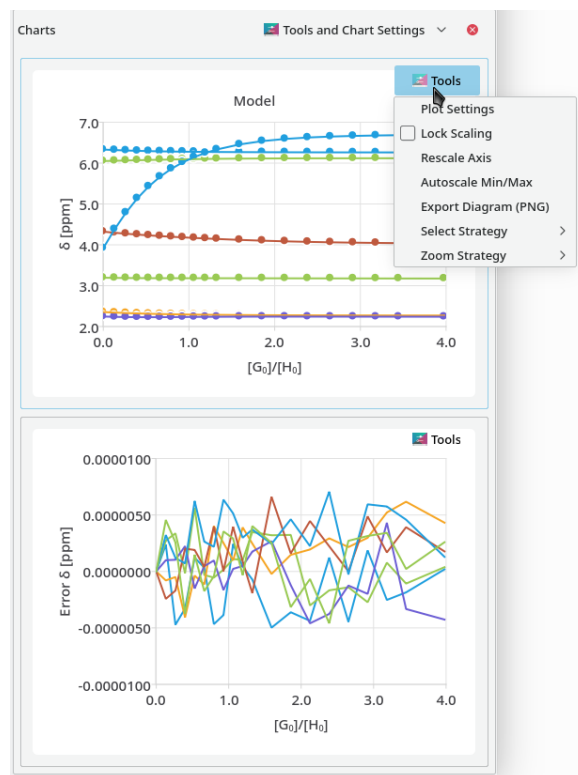 Charts
Tools and Chart Settings
Tools
Model
Plot Settings
Lock Scaling
Rescale Axis
Autoscale Min/Max
Export Diagram (PNG)
Select Strategy
Zoom Strategy
δ [ppm]
7.0
6.0
5.0
4.0
3.0
2.0
0.0 1.0 2.0 3.0 4.0
[G₀]/[H₀]
Tools
Error δ [ppm]
0.0000100
0.0000050
0.0000000
-0.0000050
-0.0000100
0.0 1.0 2.0 3.0 4.0
[G₀]/[H₀]